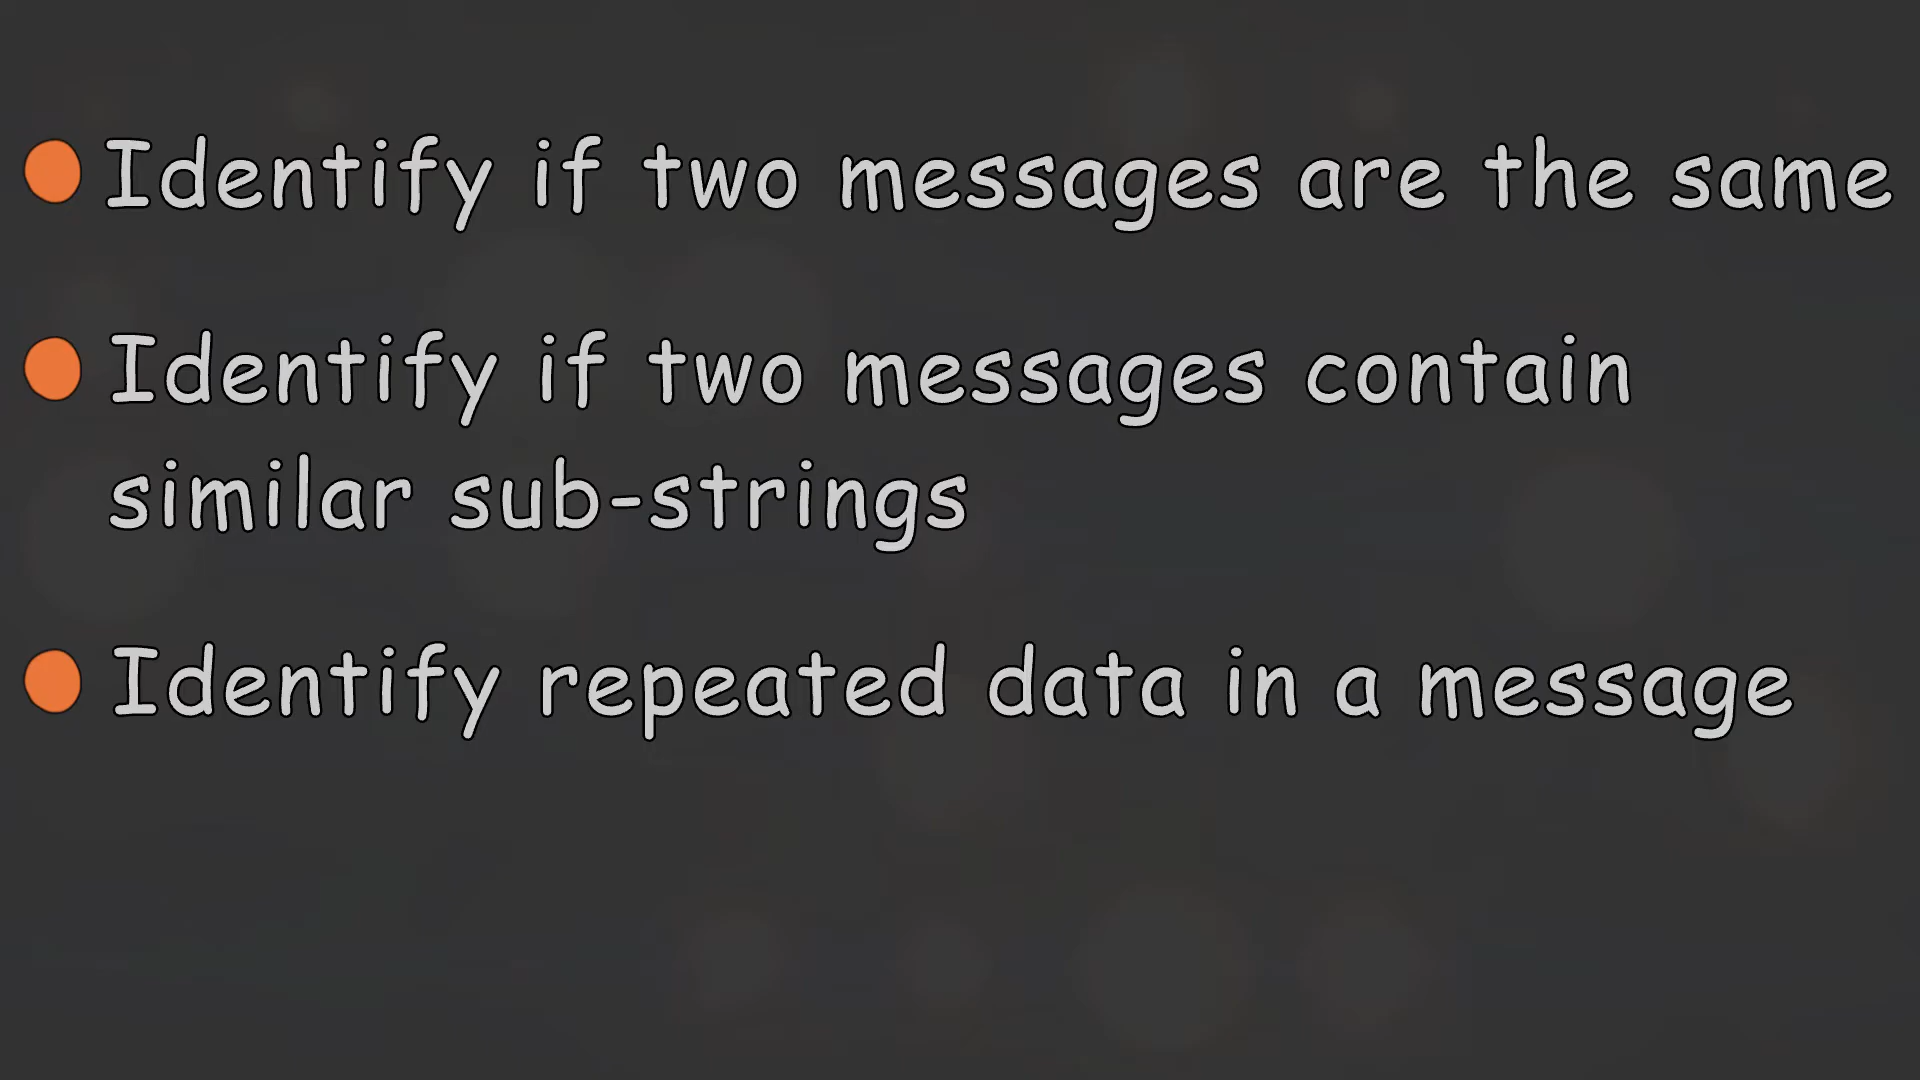 Identify if two messages are the same
Identify if two messages contain
similar sub-strings
Identify repeated data in a message